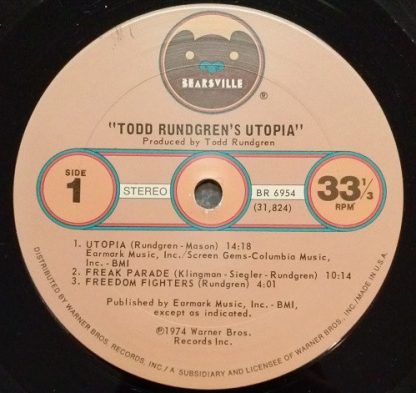 BEARSVILLE
®
"TODD RUNDGREN'S UTOPIA"
Produced by Todd Rundgren
SIDE
1
STEREO
BR 6954
(31,824)
33 1/3
RPM
1. UTOPIA (Rundgren-Mason) 14:18
Earmark Music, Inc./Screen Gems-Columbia Music,
Inc. - BMI
2. FREAK PARADE (Klingman - Siegler - Rundgren) 10:14
3. FREEDOM FIGHTERS (Rundgren) 4:01
Published by Earmark Music, Inc. - BMI,
except as indicated.
℗1974 Warner Bros.
Records Inc.
DISTRIBUTED BY WARNER BROS. RECORDS, INC./A SUBSIDIARY AND LICENSEE OF WARNER BROS., INC./MADE IN U.S.A.